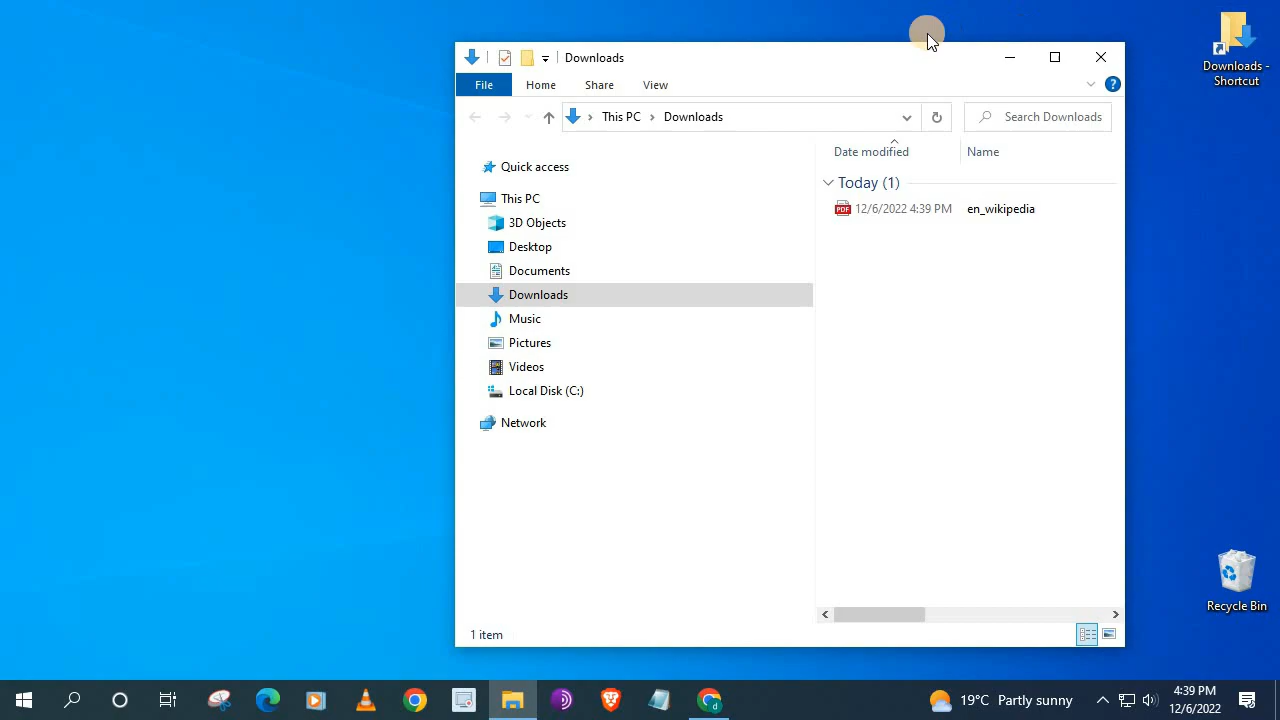 Downloads
File Home Share View
This PC Downloads
Search Downloads
Date modified Name
Quick access
Today (1)
This PC
PDF 12/6/2022 4:39 PM en_wikipedia
3D Objects
Desktop
Documents
Downloads
Music
Pictures
Videos
Local Disk (C:)
Network
1 item
Downloads -
Shortcut
Recycle Bin
19°C Partly sunny
4:39 PM
12/6/2022